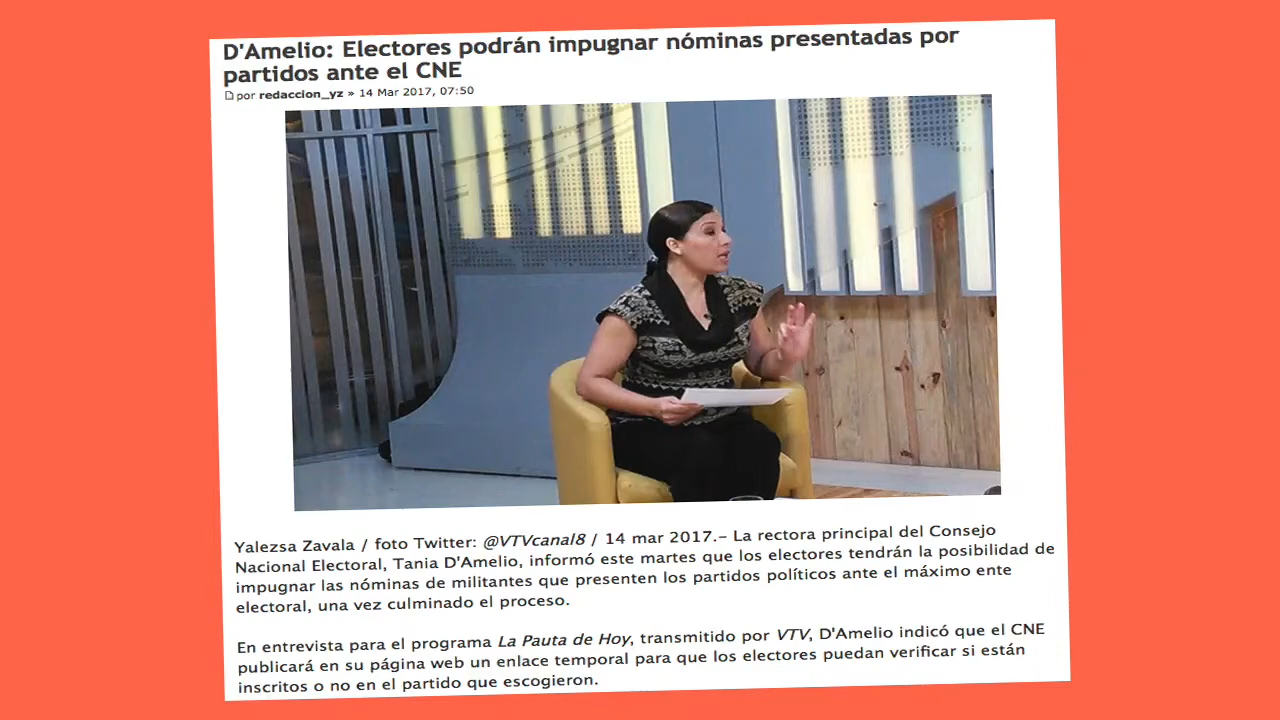 D'Amelio: Electores podrán impugnar nóminas presentadas por
partidos ante el CNE
por redaccion_yz » 14 Mar 2017, 07:50
Yalezsa Zavala / foto Twitter: @VTVcanal8 / 14 mar 2017.- La rectora principal del Consejo
Nacional Electoral, Tania D'Amelio, informó este martes que los electores tendrán la posibilidad de
impugnar las nóminas de militantes que presenten los partidos políticos ante el máximo ente
electoral, una vez culminado el proceso.
En entrevista para el programa La Pauta de Hoy, transmitido por VTV, D'Amelio indicó que el CNE
publicará en su página web un enlace temporal para que los electores puedan verificar si están
inscritos o no en el partido que escogieron.